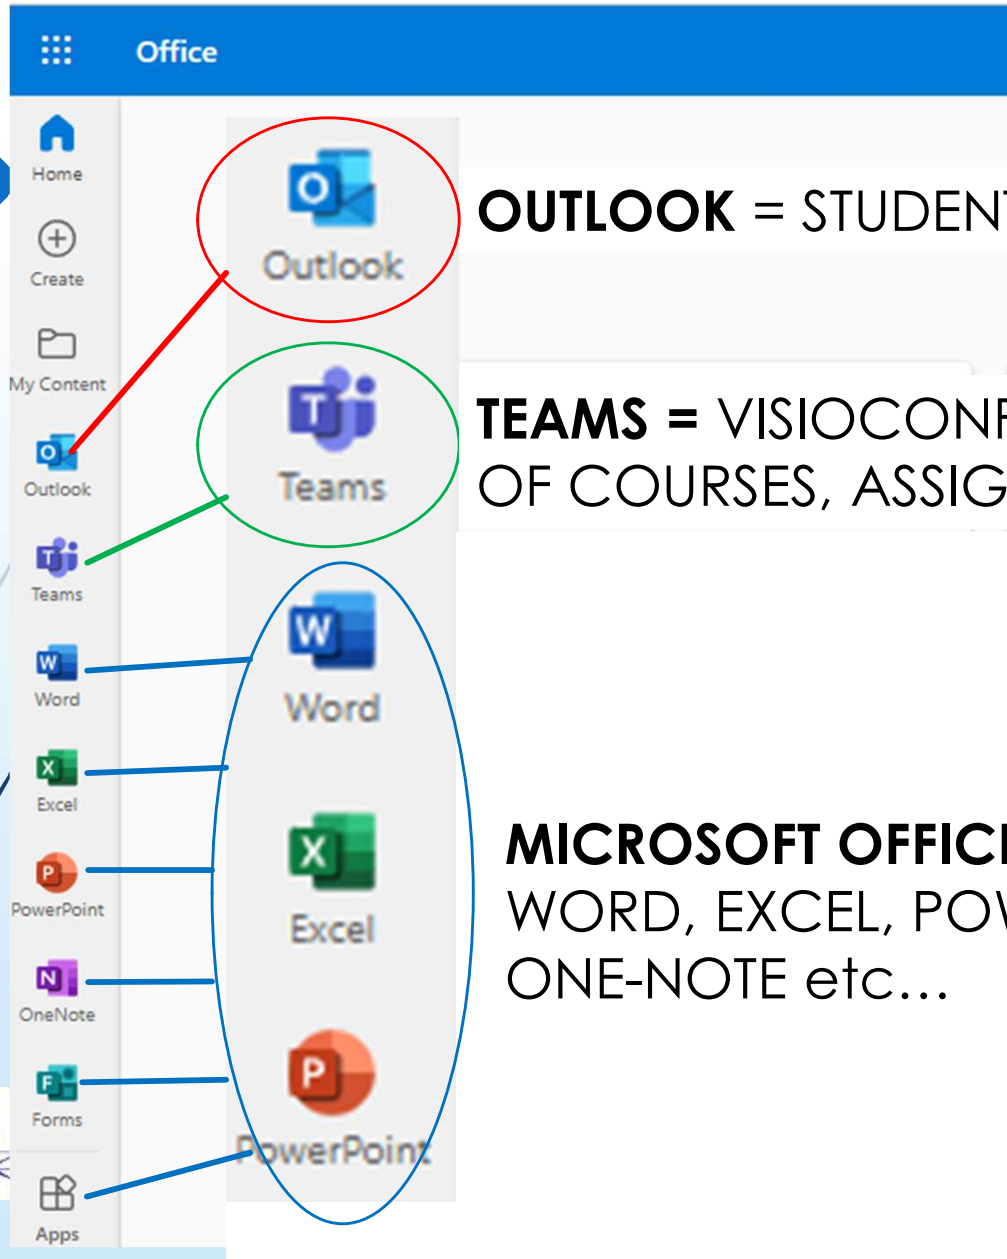 Office
Home
Create
My Content
Outlook
Teams
Word
Excel
PowerPoint
OneNote
Forms
Apps
Outlook
OUTLOOK = STUDENT
Teams
TEAMS = VISIOCONF
OF COURSES, ASSIG
Word
Excel
PowerPoint
MICROSOFT OFFICE
WORD, EXCEL, POW
ONE-NOTE etc...